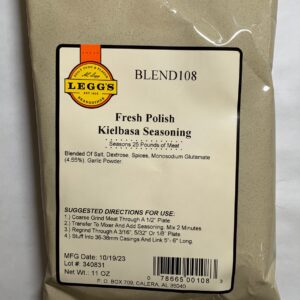 BLEND108
LEGG'S
SEASONINGS
Fresh Polish
Kielbasa Seasoning
Seasons 25 Pounds of Meat
Blended Of Salt, Dextrose, Spices, Monosodium Glutamate
(4.55%), Garlic Powder.
SUGGESTED DIRECTIONS FOR USE:
1.) Coarse Grind Meat Through A 1/2" Plate
2.) Transfer To Mixer And Add Seasoning. Mix 2 Minutes
3.) Regrind Through A 3/16", 5/32" Or 1/8" Plate
4.) Stuff Into 36-38mm Casings And Link 5"- 6" Long.
MFG Date: 10/19/23
Lot #: 340831
Net Wt.: 11 OZ
P. O. BOX 709, CALERA, AL 35040
0 78665 00108 3